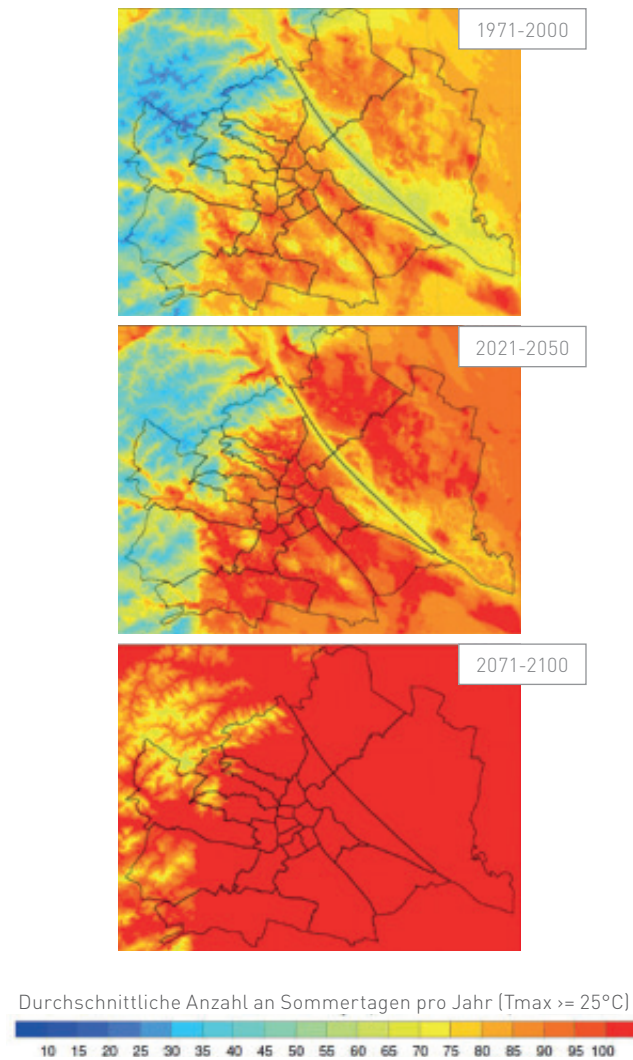 1971-2000
2021-2050
2071-2100
Durchschnittliche Anzahl an Sommertagen pro Jahr (Tmax >= 25°C)
10 15 20 25 30 35 40 45 55 60 65 70 75 80 85 90 95 100